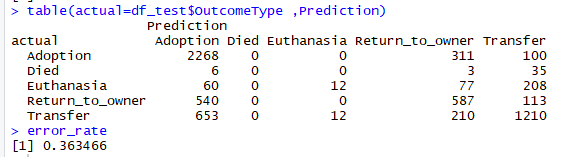 > table(actual=df_test$OutcomeType ,Prediction)
Prediction
actual Adoption Died Euthanasia Return_to_owner Transfer
Adoption 2268 0 0 311 100
Died 6 0 0 3 35
Euthanasia 60 0 12 77 208
Return_to_owner 540 0 0 587 113
Transfer 653 0 12 210 1210
> error_rate
[1] 0.363466